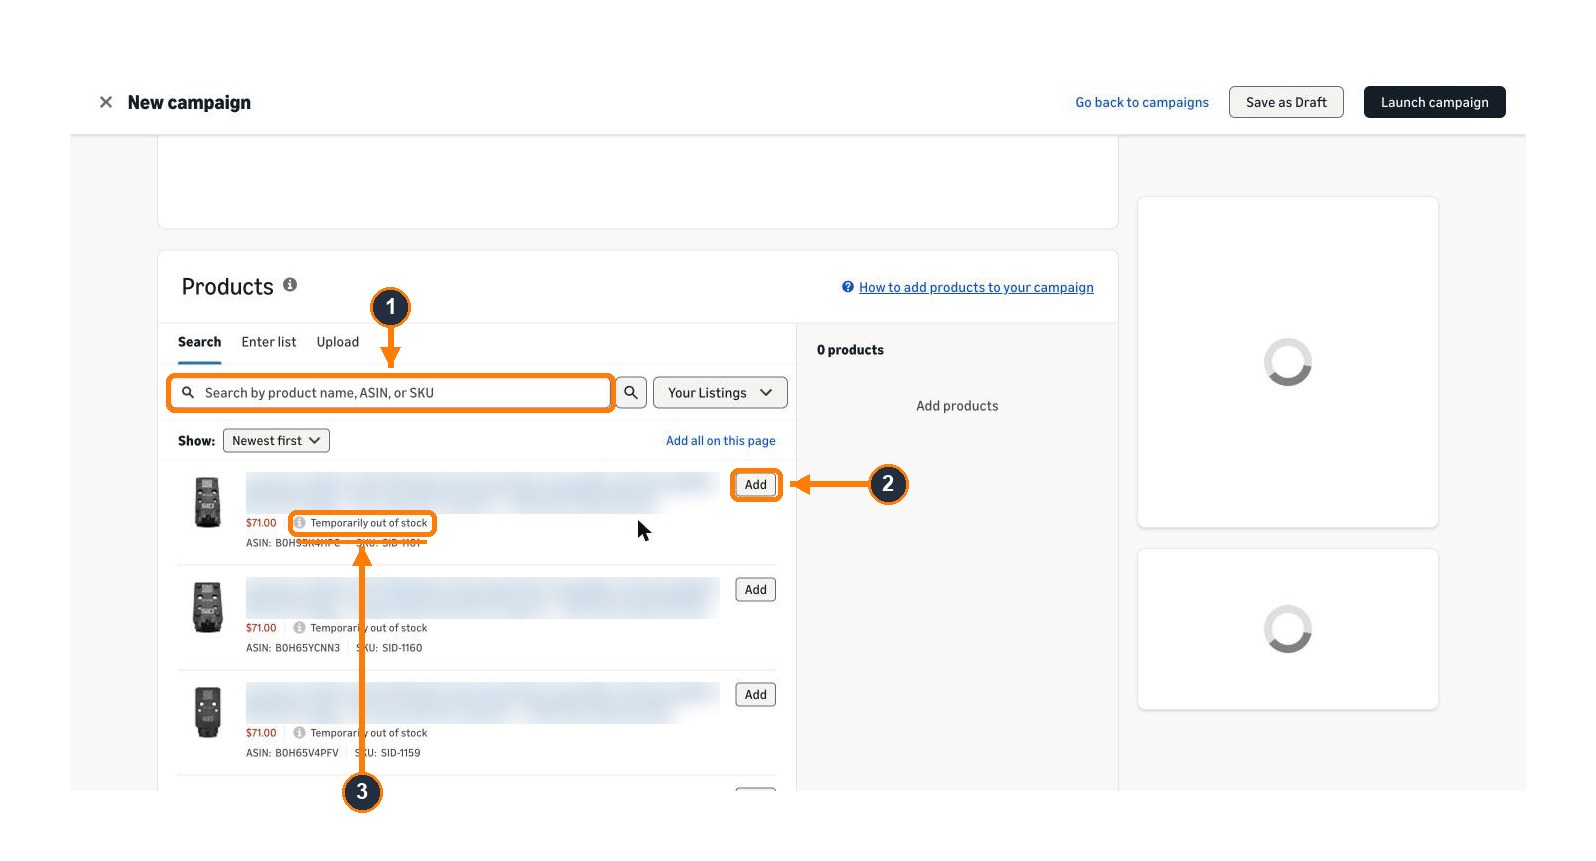 New campaign
Go back to campaigns
Save as Draft
Launch campaign
Products
How to add products to your campaign
1
Search Enter list Upload
0 products
Search by product name, ASIN, or SKU
Your Listings
Add products
Show: Newest first
Add all on this page
Add
2
$71.00 Temporarily out of stock
ASIN: SKU: SID-1161
Add
$71.00 Temporarily out of stock
ASIN: B0H65YCNN3 SKU: SID-1160
Add
$71.00 Temporarily out of stock
ASIN: B0H65V4PFV SKU: SID-1159
3